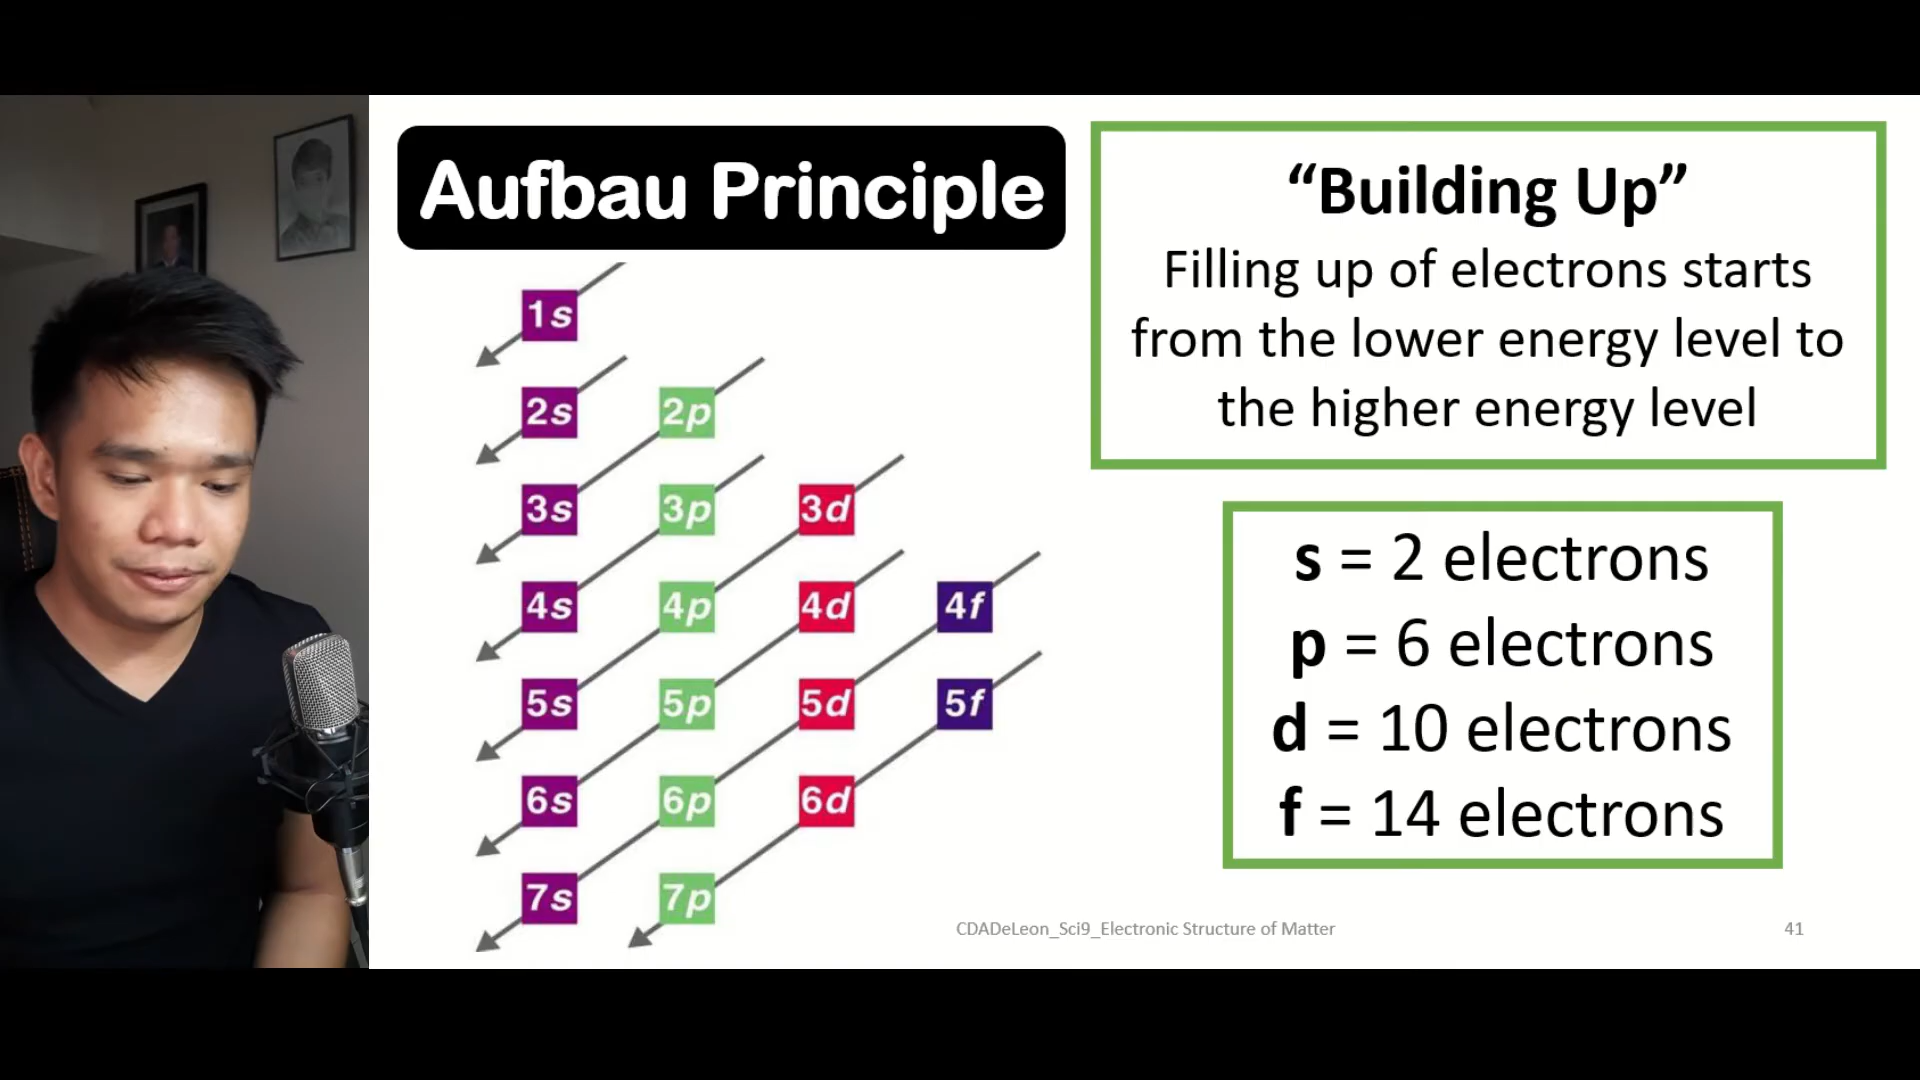 Aufbau Principle
1s
2s 2p
3s 3p 3d
4s 4p 4d 4f
5s 5p 5d 5f
6s 6p 6d
7s 7p
“Building Up”
Filling up of electrons starts
from the lower energy level to
the higher energy level
s = 2 electrons
p = 6 electrons
d = 10 electrons
f = 14 electrons
CDADeLeon_Sci9_Electronic Structure of Matter
41